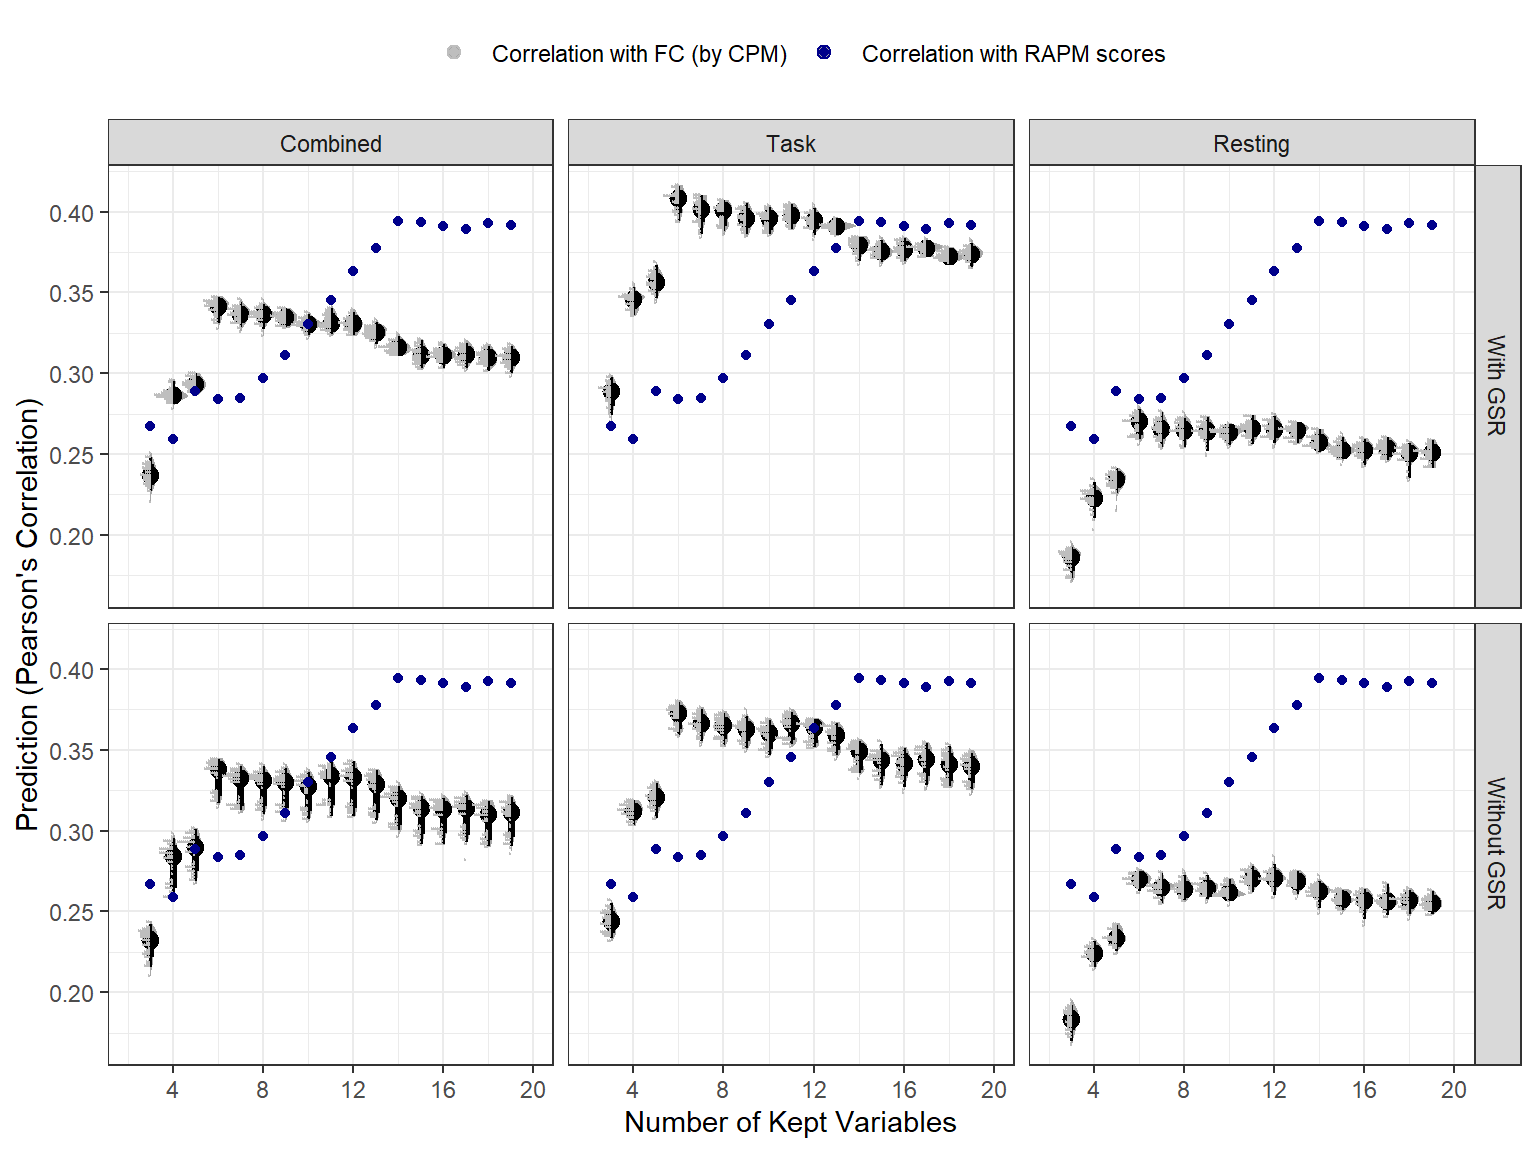 Correlation with FC (by CPM) Correlation with RAPM scores
Combined Task Resting
0.40
0.35
0.30
0.25
0.20
With GSR
0.40
0.35
0.30
0.25
0.20
Without GSR
Prediction (Pearson's Correlation)
4 8 12 16 20 4 8 12 16 20 4 8 12 16 20
Number of Kept Variables